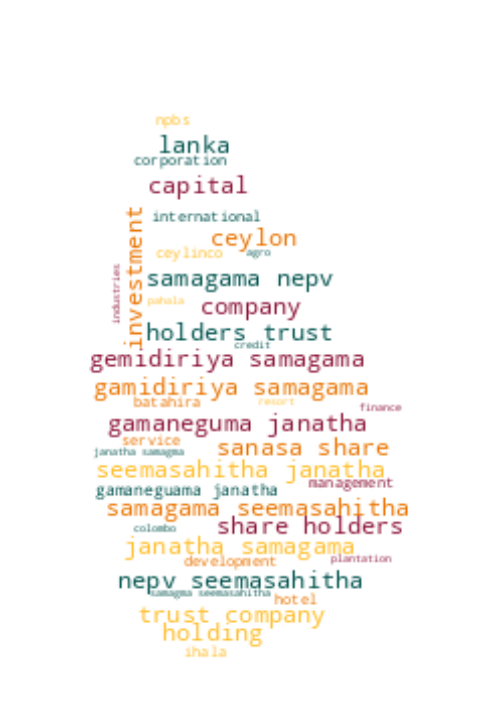 npbs
lanka
corporation
capital
international
investment
ceylon
ceylinco
agro
industries
samagama nepv
pahala
company
holders trust
credit
gemidiriya samagama
gamidiriya samagama
batahira
resort
finance
gamaneguma janatha
service
sanasa share
janatha samagma
seemasahitha janatha
management
gamaneguama janatha
samagama seemasahitha
colombo
share holders
janatha samagama
development
plantation
nepv seemasahitha
samagma seemasahitha
hotel
trust company
holding
ihala